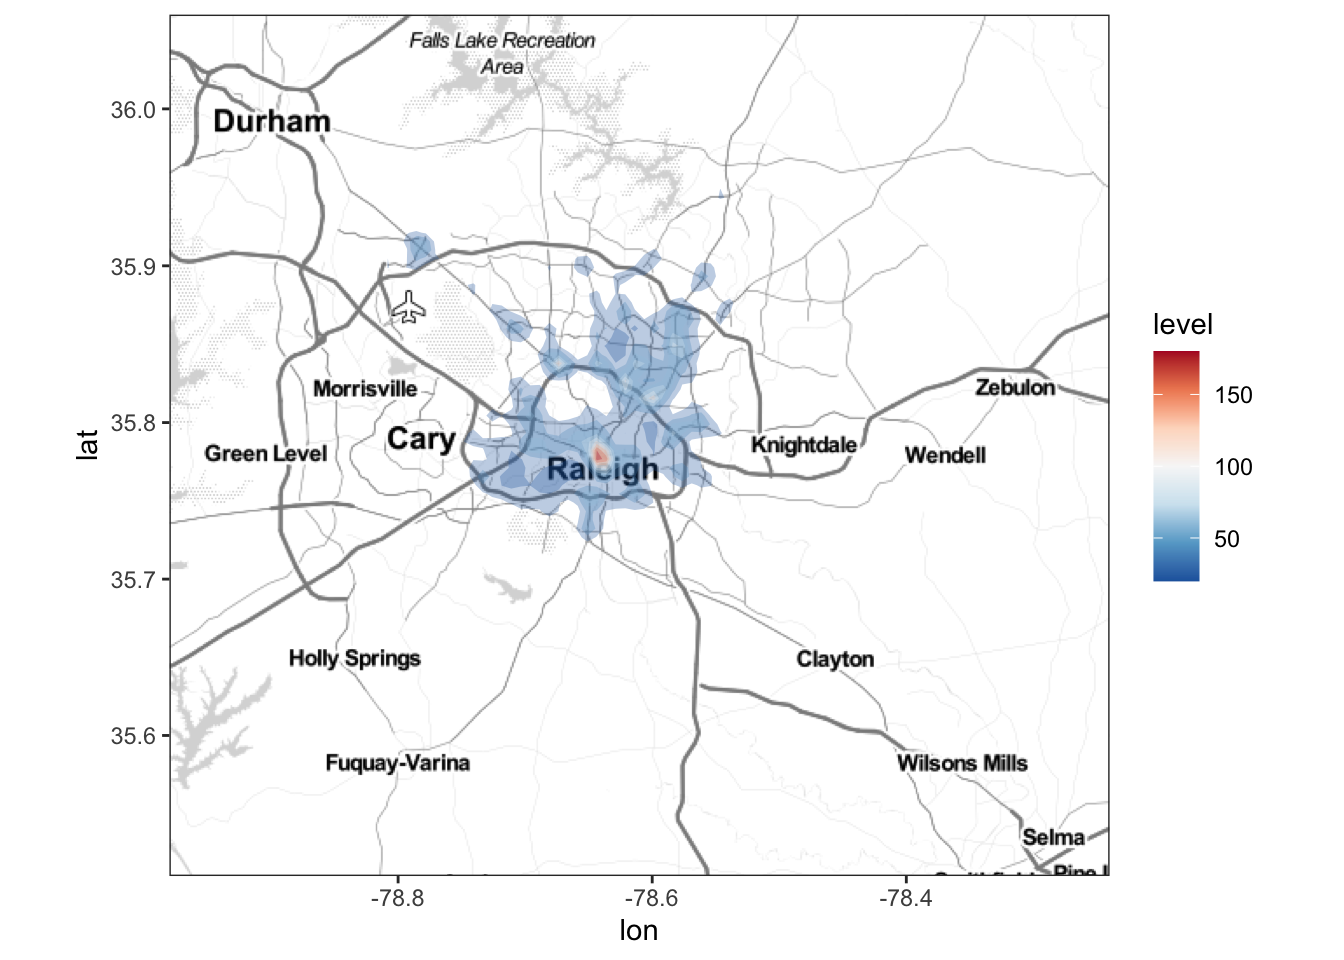 Falls Lake Recreation
Area
36.0
Durham
35.9
level
Morrisville
Zebulon
150
35.8
Cary
Knightdale
Green Level
Wendell
lat
Raleigh
100
50
35.7
Holly Springs
Clayton
35.6
Fuquay-Varina
Wilsons Mills
Selma
-78.8
-78.6
-78.4
lon